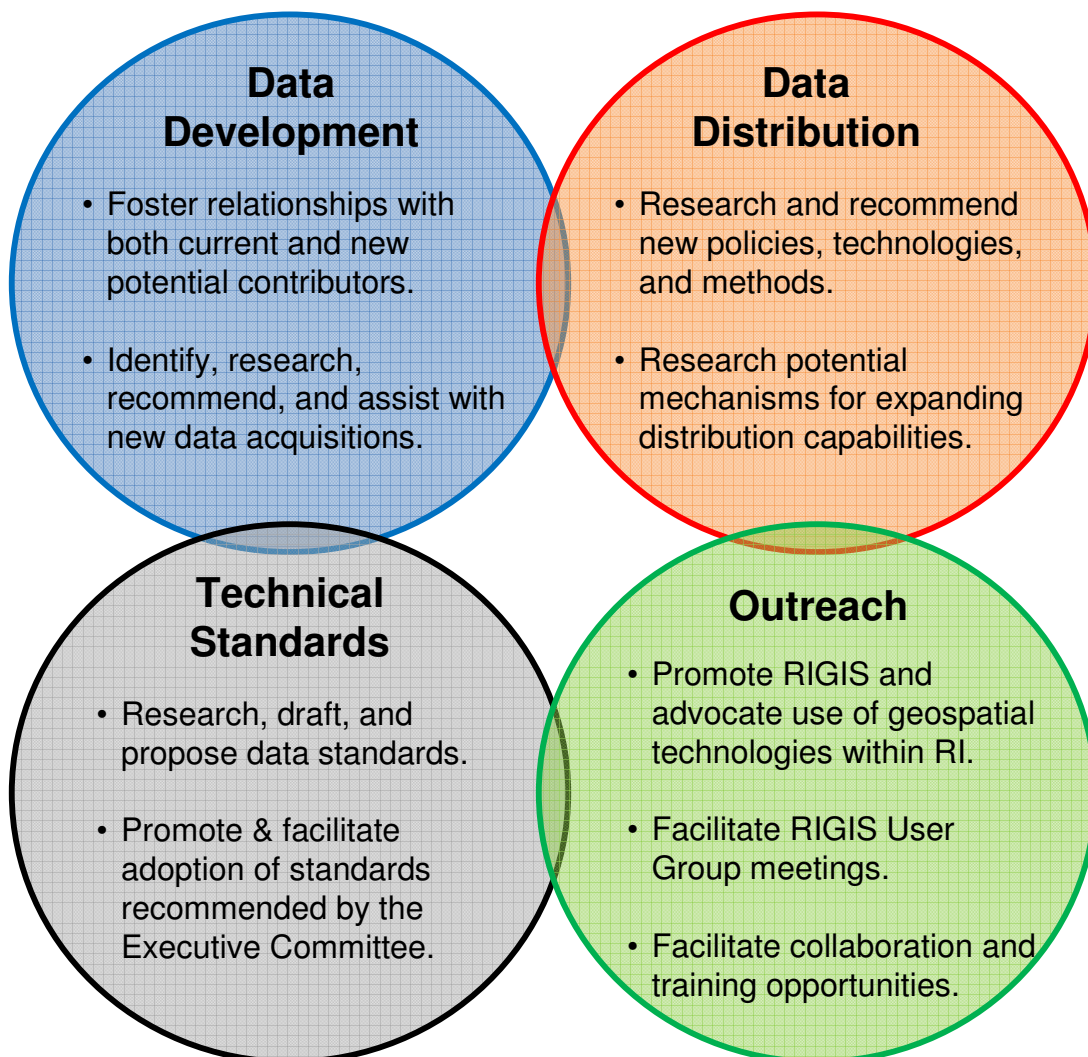 Data
Development
• Foster relationships with
both current and new
potential contributors.
• Identify, research,
recommend, and assist with
new data acquisitions.
Data
Distribution
• Research and recommend
new policies, technologies,
and methods.
• Research potential
mechanisms for expanding
distribution capabilities.
Technical
Standards
• Research, draft, and
propose data standards.
• Promote & facilitate
adoption of standards
recommended by the
Executive Committee.
Outreach
• Promote RIGIS and
advocate use of geospatial
technologies within RI.
• Facilitate RIGIS User
Group meetings.
• Facilitate collaboration and
training opportunities.